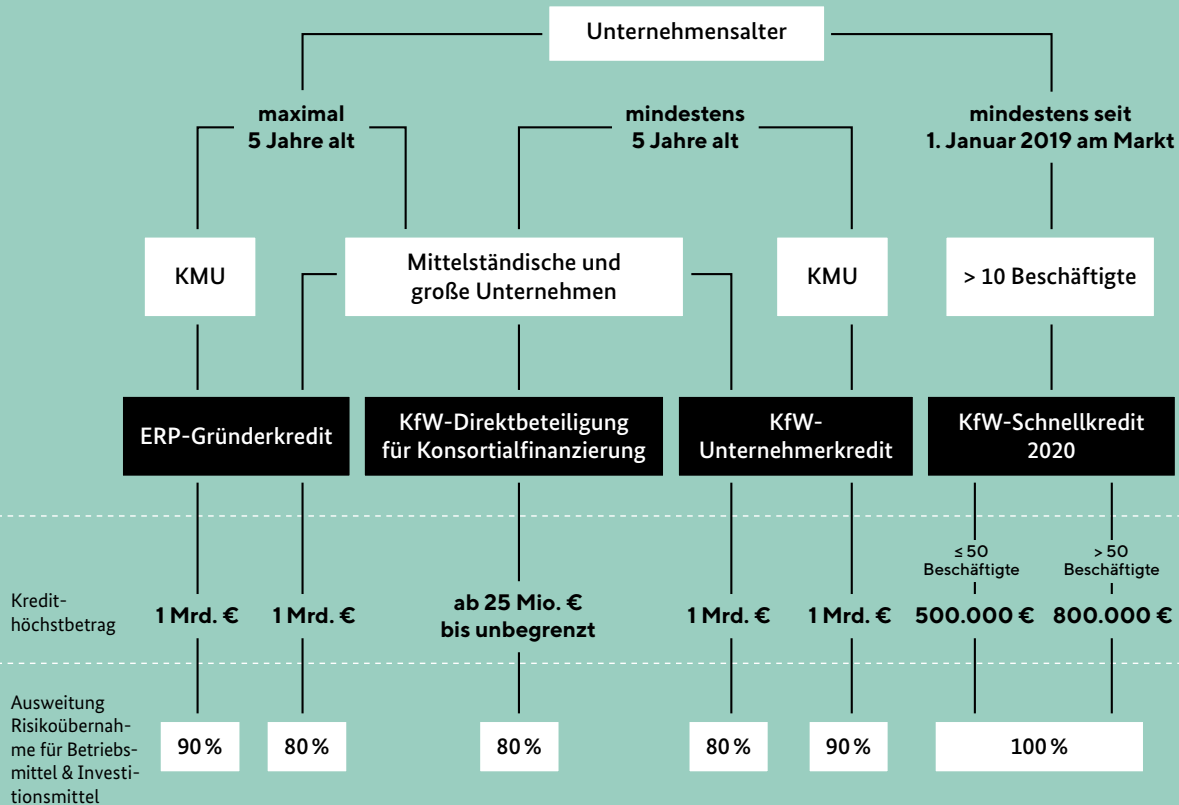 Unternehmensalter
maximal
5 Jahre alt
mindestens
5 Jahre alt
mindestens seit
1. Januar 2019 am Markt
KMU
Mittelständische und
große Unternehmen
KMU
> 10 Beschäftigte
ERP-Gründerkredit
KfW-Direktbeteiligung
für Konsortialfinanzierung
KfW-
Unternehmerkredit
KfW-Schnellkredit
2020
≤ 50
Beschäftigte
> 50
Beschäftigte
Kredit-
höchstbetrag
1 Mrd. €
1 Mrd. €
ab 25 Mio. €
bis unbegrenzt
1 Mrd. €
1 Mrd. €
500.000 €
800.000 €
Ausweitung
Risikoübernah-
me für Betriebs-
mittel & Investi-
tionsmittel
90 %
80 %
80 %
80 %
90 %
100 %